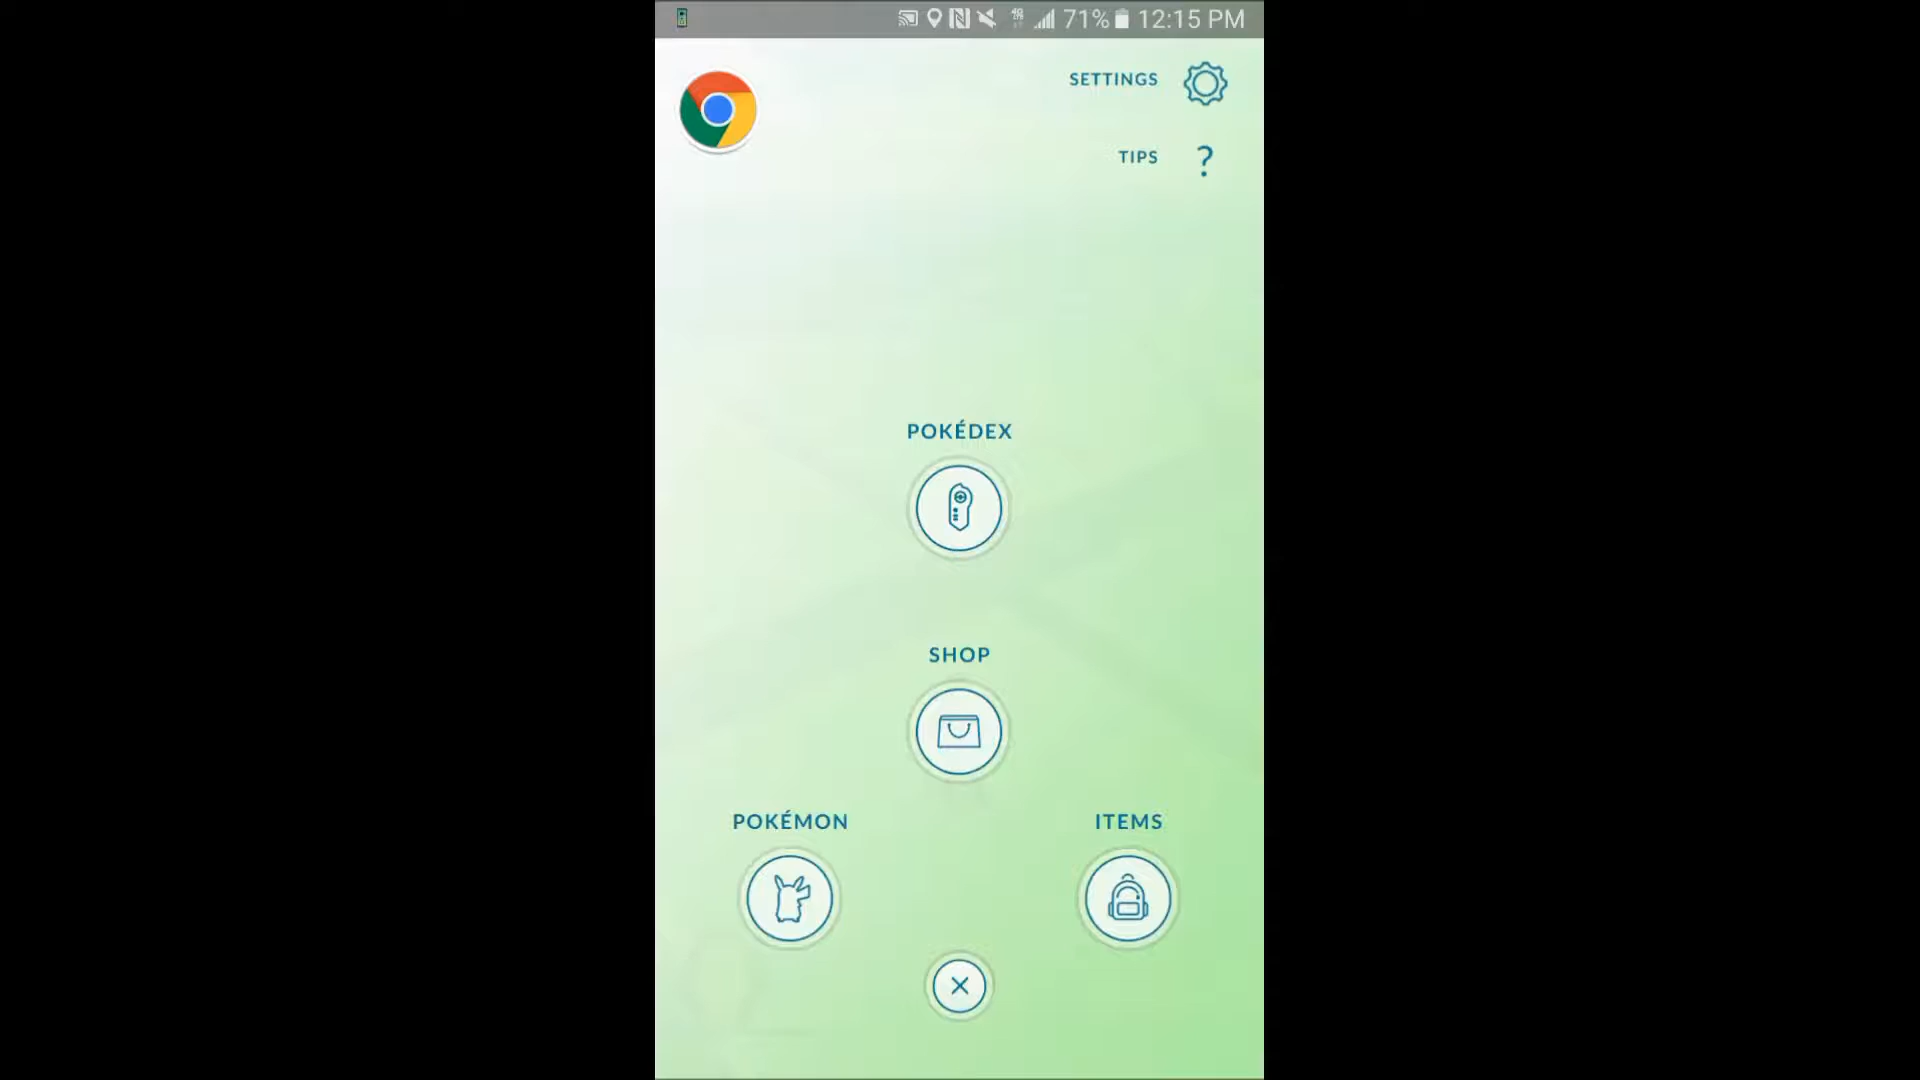 71% 12:15 PM
SETTINGS
TIPS ?
POKÉDEX
SHOP
POKÉMON
ITEMS